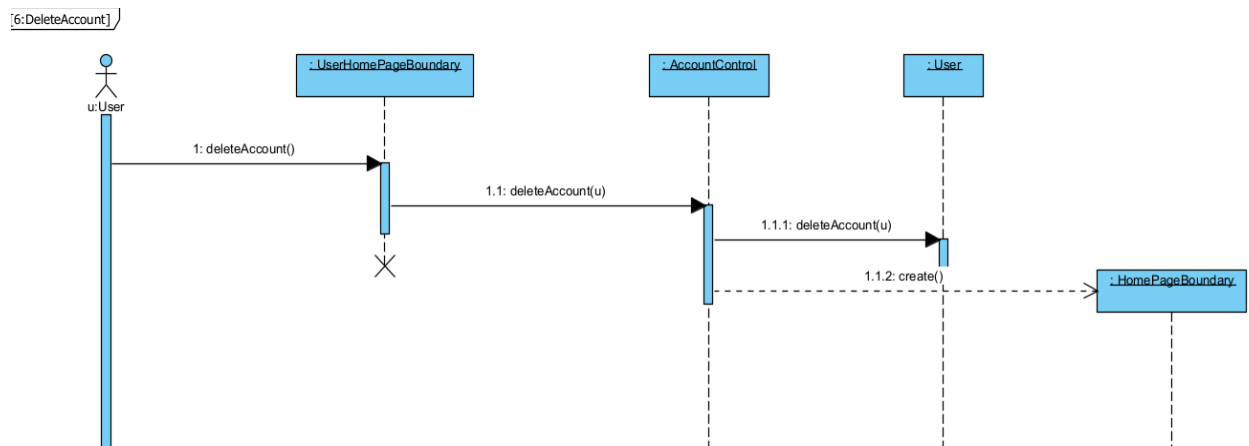 [6:DeleteAccount]
: UserHomePageBoundary
: AccountControl
: User
u:User
1: deleteAccount()
1.1: deleteAccount(u)
1.1.1: deleteAccount(u)
1.1.2: create()
: HomePageBoundary